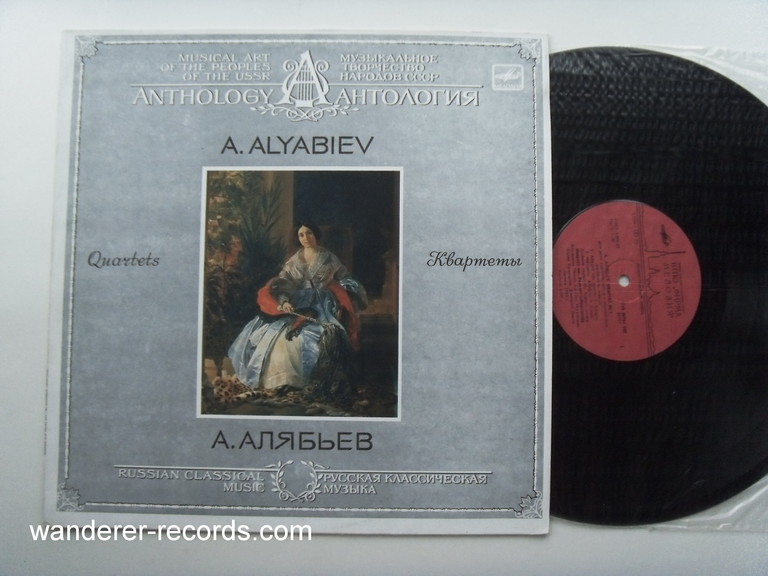 MUSICAL ART
OF THE PEOPLES
OF THE USSR
МУЗЫКАЛЬНОЕ
ТВОРЧЕСТВО
НАРОДОВ СССР
ANTHOLOGY
АНТОЛОГИЯ
A. ALYABIEV
Quartets
Квартеты
А. АЛЯБЬЕВ
RUSSIAN CLASSICAL
MUSIC
РУССКАЯ КЛАССИЧЕСКАЯ
МУЗЫКА
wanderer-records.com